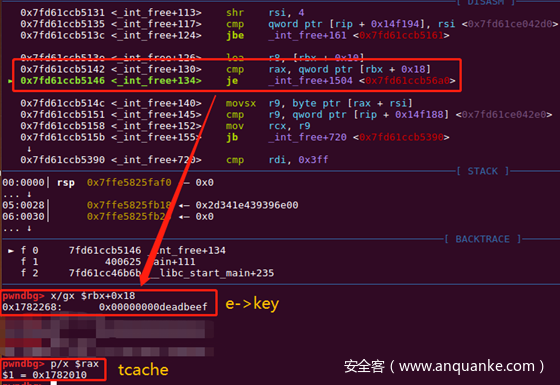 [ DISASM ]
0x7fd61ccb5131 <_int_free+113> shr rsi, 4
0x7fd61ccb5135 <_int_free+117> cmp qword ptr [rip + 0x14f194], rsi <0x7fd61ce042d0>
0x7fd61ccb513c <_int_free+124> jbe _int_free+161 <0x7fd61ccb5161>
0x7fd61ccb513e <_int_free+126> lea r8, [rbx + 0x10]
0x7fd61ccb5142 <_int_free+130> cmp rax, qword ptr [rbx + 0x18]
► 0x7fd61ccb5146 <_int_free+134> je _int_free+1504 <0x7fd61ccb56a0>
0x7fd61ccb514c <_int_free+140> movsx r9, byte ptr [rax + rsi]
0x7fd61ccb5151 <_int_free+145> cmp r9, qword ptr [rip + 0x14f188] <0x7fd61ce042e0>
0x7fd61ccb5158 <_int_free+152> mov rcx, r9
0x7fd61ccb515b <_int_free+155> jb _int_free+720 <0x7fd61ccb5390>
↓
0x7fd61ccb5390 <_int_free+720> cmp rdi, 0x3ff
[ STACK ]
00:0000│ rsp 0x7ffe5825faf0 ◂— 0x0
... ↓
05:0028│ 0x7ffe5825fb18 ◂— 0x2d341e439396e00
06:0030│ 0x7ffe5825fb20 ◂— 0x0
... ↓
[ BACKTRACE ]
► f 0 7fd61ccb5146 _int_free+134
f 1 400625 main+111
f 2 7fd61cc46b6b __libc_start_main+235
pwndbg> x/gx $rbx+0x18
0x1782268: 0x00000000deadbeef
e->key
pwndbg> p/x $rax
$1 = 0x1782010
tcache
安全客（www.anquanke.com）